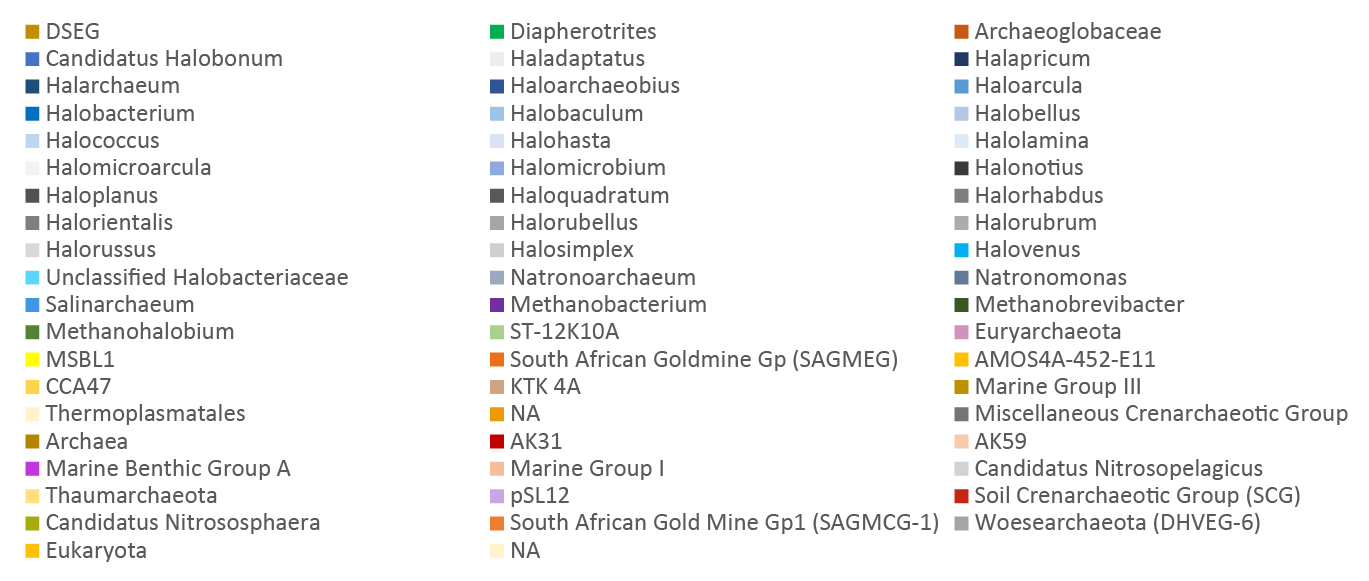 DSEG Diapherotrites Archaeoglobaceae
Candidatus Halobonum Haladaptatus Halapricum
Halarchaeum Haloarchaeobius Haloarcula
Halobacterium Halobaculum Halobellus
Halococcus Halohasta Halolamina
Halomicroarcula Halomicrobium Halonotius
Haloplanus Haloquadratum Halorhabdus
Halorientalis Halorubellus Halorubrum
Halorussus Halosimplex Halovenus
Unclassified Halobacteriaceae Natronoarchaeum Natronomonas
Salinarchaeum Methanobacterium Methanobrevibacter
Methanohalobium ST-12K10A Euryarchaeota
MSBL1 South African Goldmine Gp (SAGMEG) AMOS4A-452-E11
CCA47 KTK 4A Marine Group III
Thermoplasmatales NA Miscellaneous Crenarchaeotic Group
Archaea AK31 AK59
Marine Benthic Group A Marine Group I Candidatus Nitrosopelagicus
Thaumarchaeota pSL12 Soil Crenarchaeotic Group (SCG)
Candidatus Nitrososphaera South African Gold Mine Gp1 (SAGMCG-1) Woesearchaeota (DHVEG-6)
Eukaryota NA